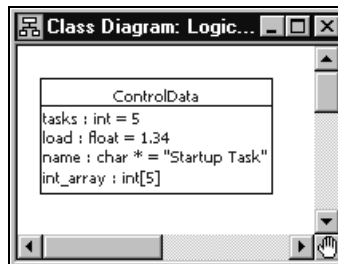 Class Diagram: Logic...
ControlData
tasks : int = 5
load : float = 1.34
name : char * = "Startup Task"
int_array : int[5]